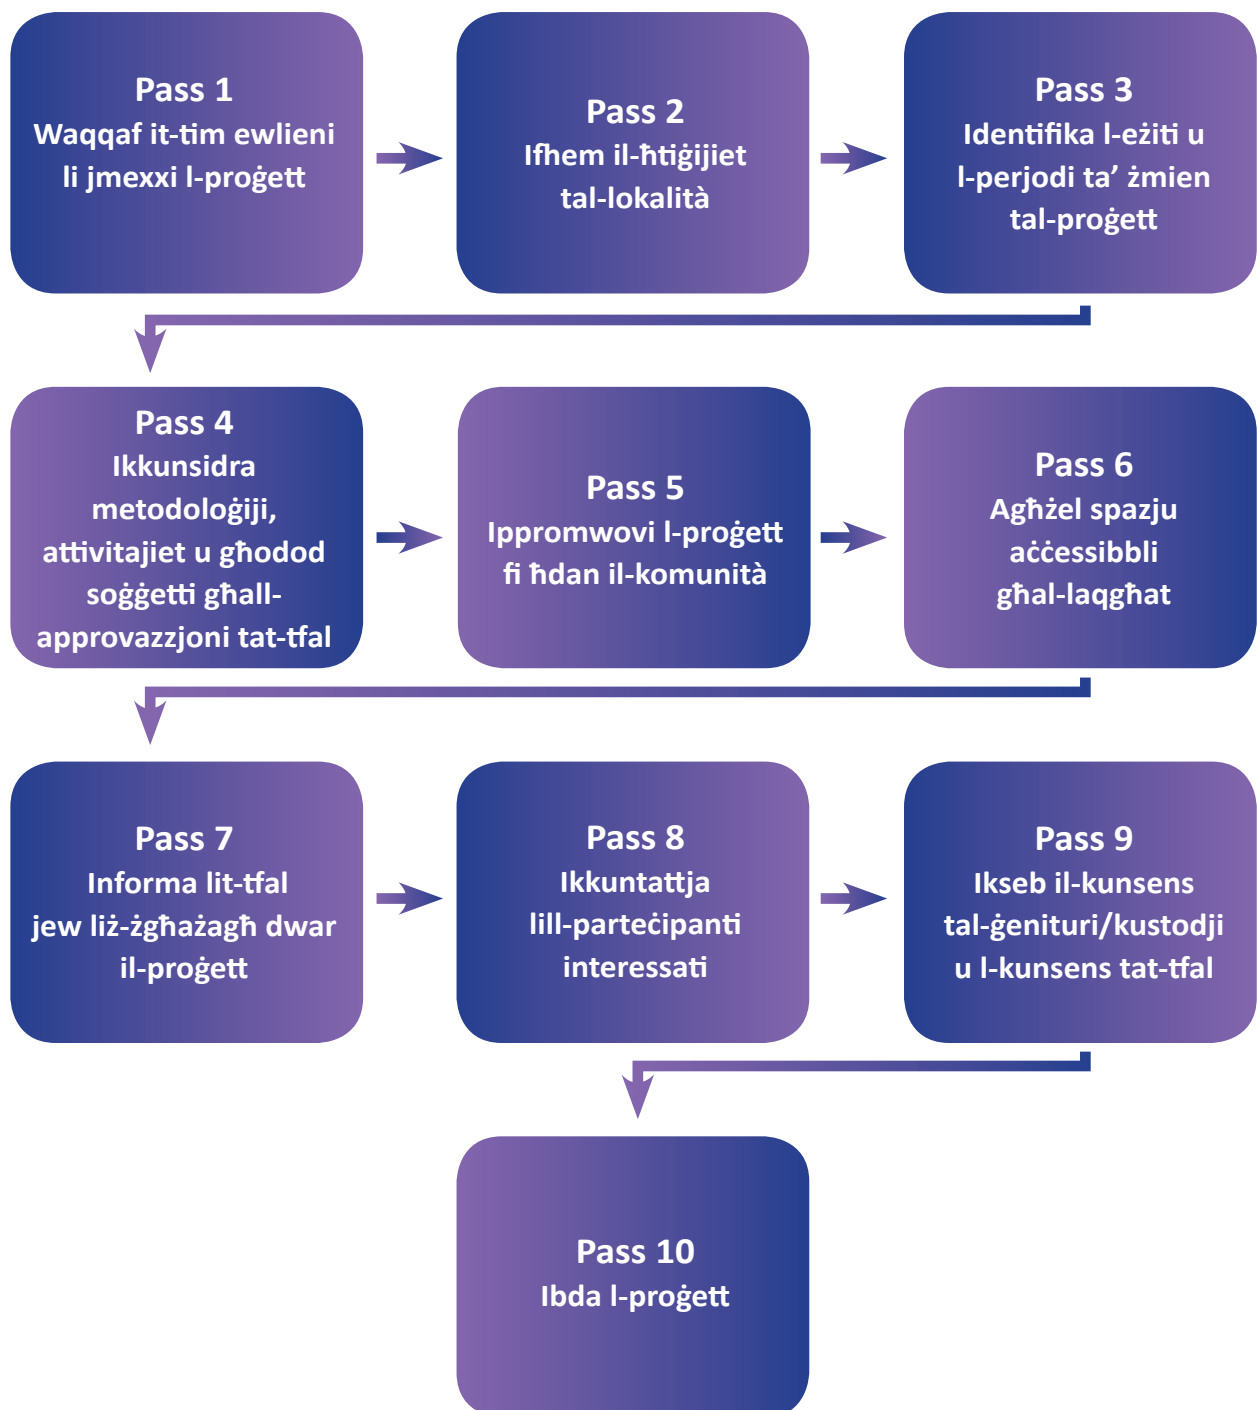 Pass 1
Waqqaf it-tim ewlieni
li jmexxi l-proġett
Pass 2
Ifhem il-ħtiġijiet
tal-lokalità
Pass 3
Identifika l-eżiti u
l-perjodi ta’ żmien
tal-proġett
Pass 4
Ikkunsidra
metodoloġiji,
attivitajiet u għodod
soġġetti għall-
approvazzjoni tat-tfal
Pass 5
Ippromwovi l-proġett
fi ħdan il-komunità
Pass 6
Agħżel spazju
aċċessibbli
għal-laqgħat
Pass 7
Informa lit-tfal
jew liż-żgħażagħ dwar
il-proġett
Pass 8
Ikkuntattja
lill-parteċipanti
interessati
Pass 9
Ikseb il-kunsens
tal-ġenituri/kustodji
u l-kunsens tat-tfal
Pass 10
Ibda l-proġett